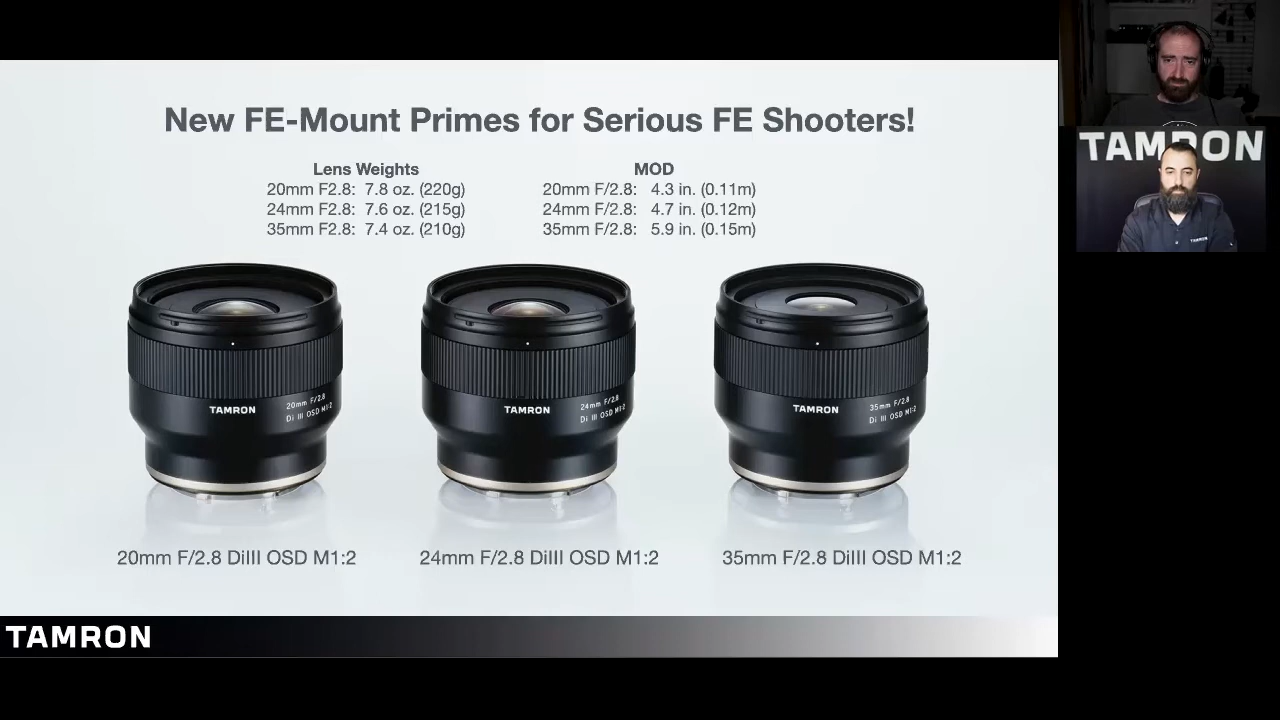 New FE-Mount Primes for Serious FE Shooters!
Lens Weights
20mm F2.8: 7.8 oz. (220g)
24mm F2.8: 7.6 oz. (215g)
35mm F2.8: 7.4 oz. (210g)
MOD
20mm F/2.8: 4.3 in. (0.11m)
24mm F/2.8: 4.7 in. (0.12m)
35mm F/2.8: 5.9 in. (0.15m)
TAMRON
20mm F/2.8
Di III OSD M1:2
TAMRON
24mm F/2.8
Di III OSD M1:2
TAMRON
35mm F/2.8
Di III OSD M1:2
20mm F/2.8 DiIII OSD M1:2
24mm F/2.8 DiIII OSD M1:2
35mm F/2.8 DiIII OSD M1:2
TAMRON
TAMRON
TAMRON